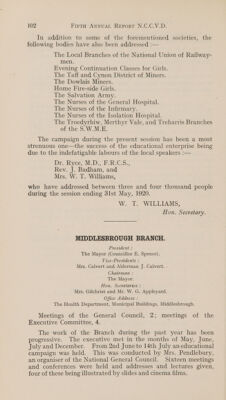 102 FIFTH ANNUAL REPORT N.C.C.V.D.
In addition to some of the forementioned societies, the
following bodies have also been addressed :—
The Local Branches of the National Union of Railway-
men.
Evening Continuation Classes for Girls.
The Taff and Cynon District of Miners.
The Dowlais Miners.
Home Fire-side Girls.
The Salvation Army.
The Nurses of the General Hospital.
The Nurses of the Infirmary.
The Nurses of the Isolation Hospital.
The Troedyrhiw, Merthyr Vale, and Treharris Branches
of the S.W.M.E.
The campaign during the present session has been a most
strenuous one—the success of the educational enterprise being
due to the indefatigable labours of the local speakers :—
Dr. Ryce, M.D., F.R.C.S.,
Rev. J. Badham, and
Mrs. W. T. Williams,
who have addressed between three and four thousand people
during the session ending 31st May, 1920.
W. T. WILLIAMS,
Hon. Secretary.
MIDDLESBROUGH BRANCH.
President :
The Mayor (Councillor E. Spence).
Vice-Presidents :
Mrs. Calvert and Alderman J. Calvert.
Chairman :
The Mayor.
Hon. Secretaries :
Mrs. Gilchrist and Mr. W. G. Appleyard.
Office Address :
The Health Department, Municipal Buildings, Middlesbrough.
Meetings of the General Council, 2; meetings of the
Executive Committee, 4.
The work of the Branch during the past year has been
progressive. The executive met in the months of May, June,
July and December. From 2nd June to 14th July an educational
campaign was held. This was conducted by Mrs. Pendlebury,
an organiser of the National Council. Sixteen meetings
and conferences were held and addresses and lectures given,
four of these being illustrated by slides and cinema films.